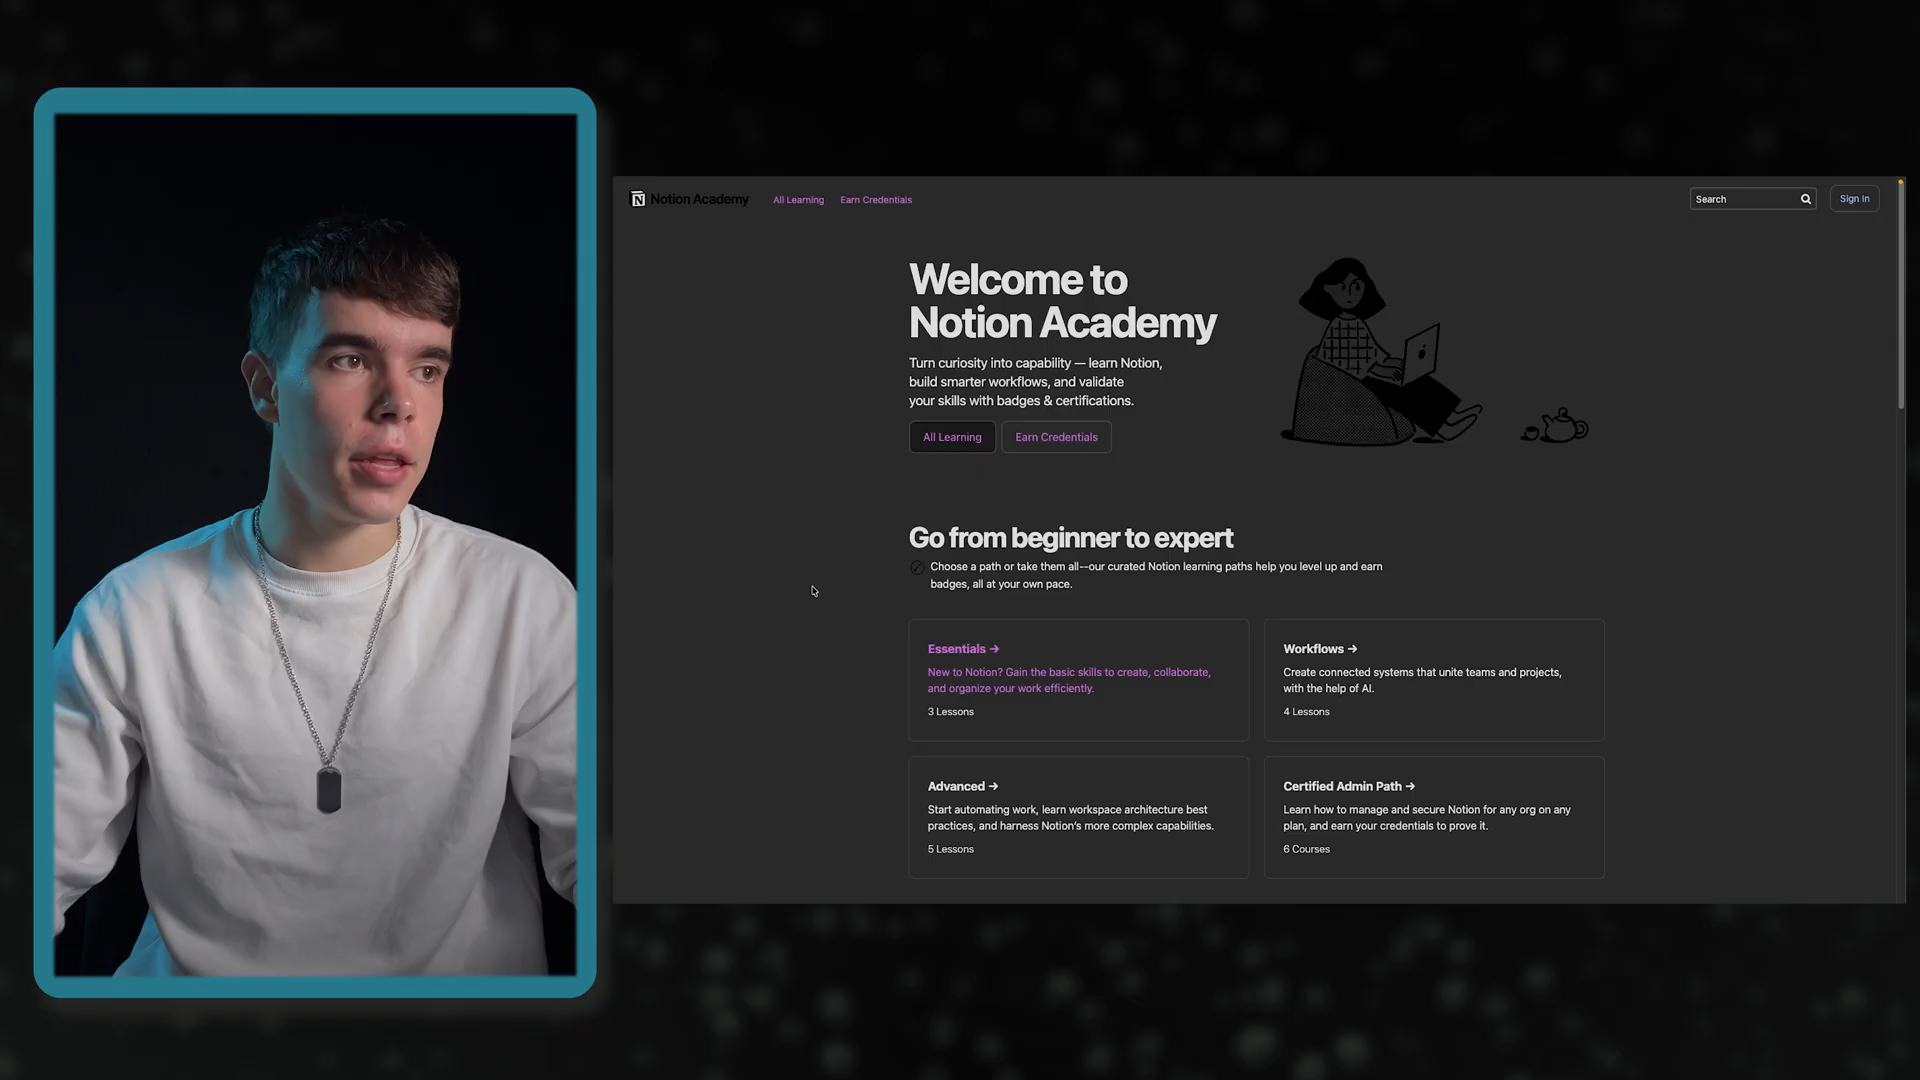 Notion Academy
All Learning
Earn Credentials
Search
Sign In
Welcome to
Notion Academy
Turn curiosity into capability — learn Notion,
build smarter workflows, and validate
your skills with badges & certifications.
All Learning
Earn Credentials
Go from beginner to expert
Choose a path or take them all--our curated Notion learning paths help you level up and earn
badges, all at your own pace.
Essentials →
New to Notion? Gain the basic skills to create, collaborate,
and organize your work efficiently.
3 Lessons
Workflows →
Create connected systems that unite teams and projects,
with the help of AI.
4 Lessons
Advanced →
Start automating work, learn workspace architecture best
practices, and harness Notion's more complex capabilities.
5 Lessons
Certified Admin Path →
Learn how to manage and secure Notion for any org on any
plan, and earn your credentials to prove it.
6 Courses